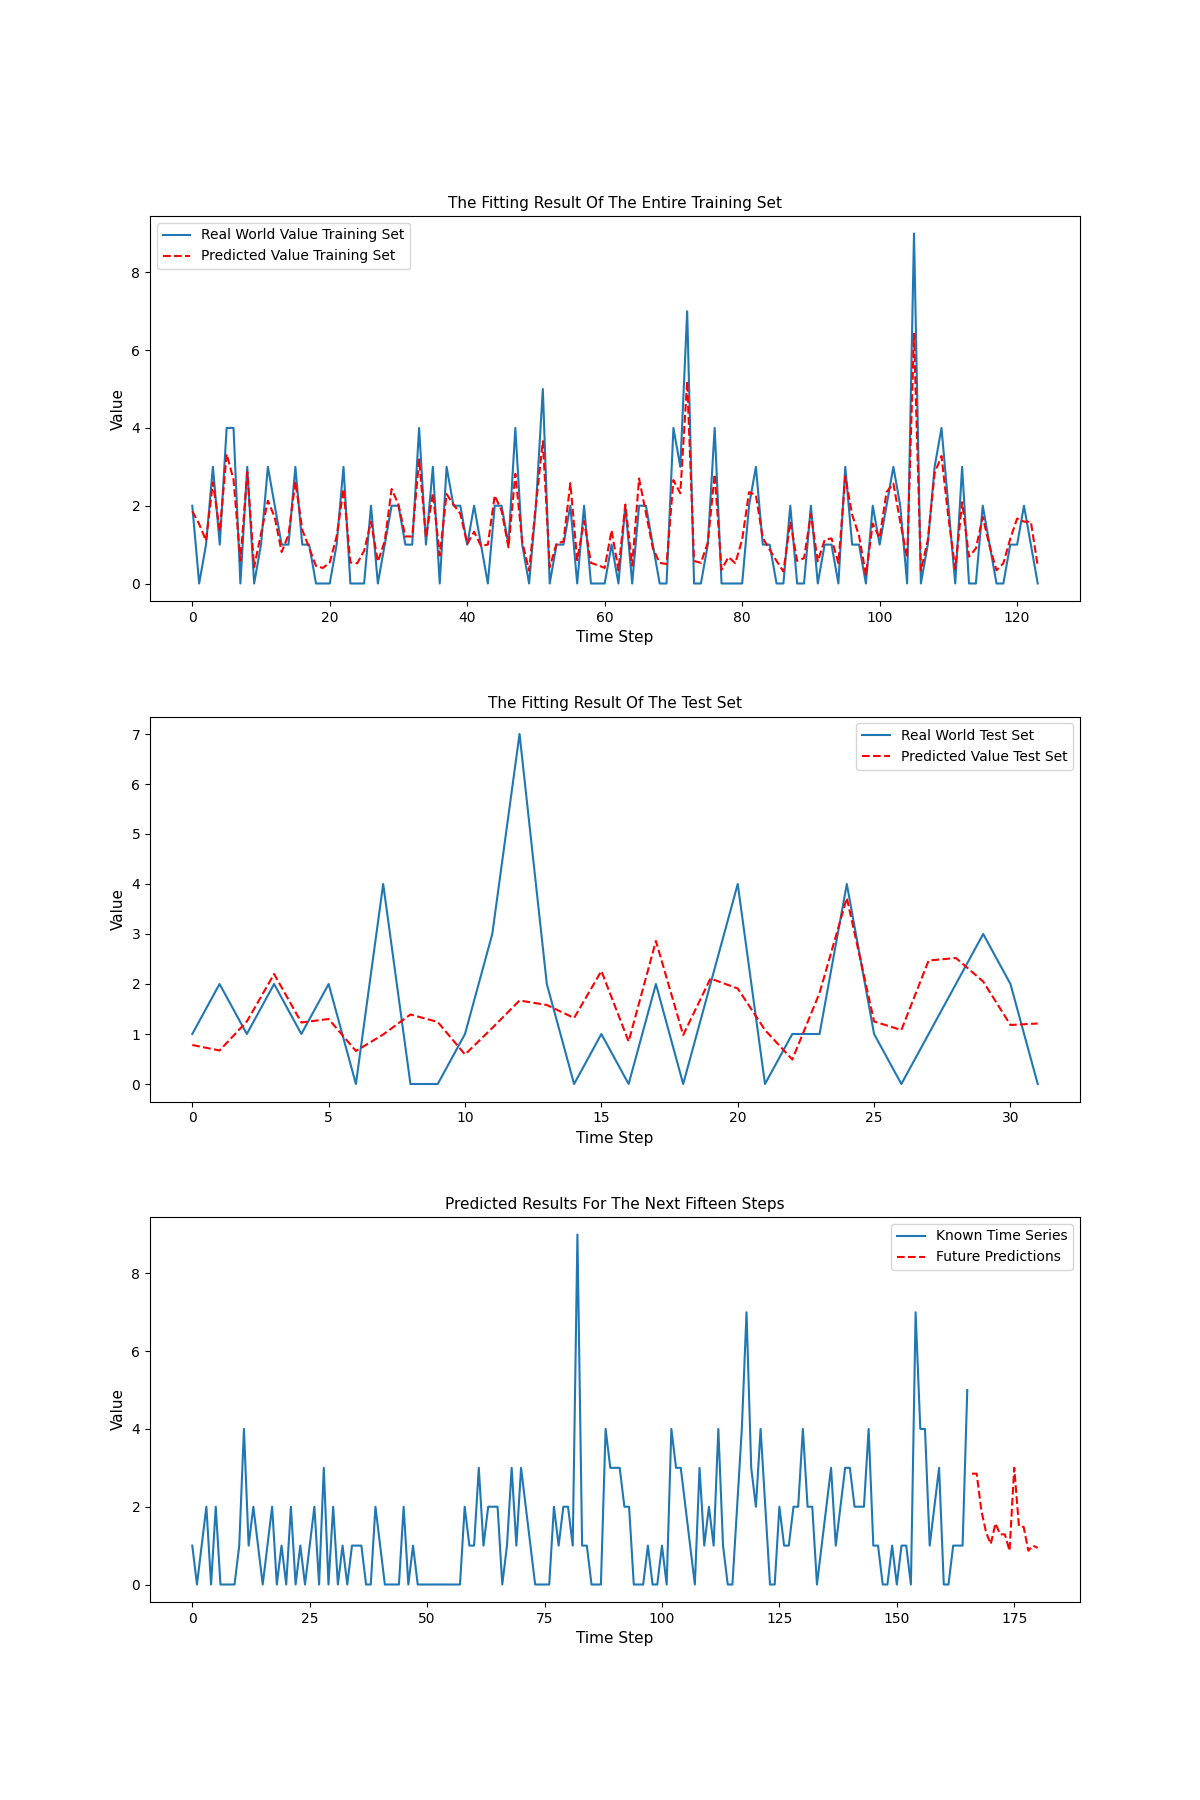 The Fitting Result Of The Entire Training Set
Real World Value Training Set
Predicted Value Training Set
Value
8
6
4
2
0
0 20 40 60 80 100 120
Time Step
The Fitting Result Of The Test Set
Real World Test Set
Predicted Value Test Set
Value
7
6
5
4
3
2
1
0
0 5 10 15 20 25 30
Time Step
Predicted Results For The Next Fifteen Steps
Known Time Series
Future Predictions
Value
8
6
4
2
0
0 25 50 75 100 125 150 175
Time Step